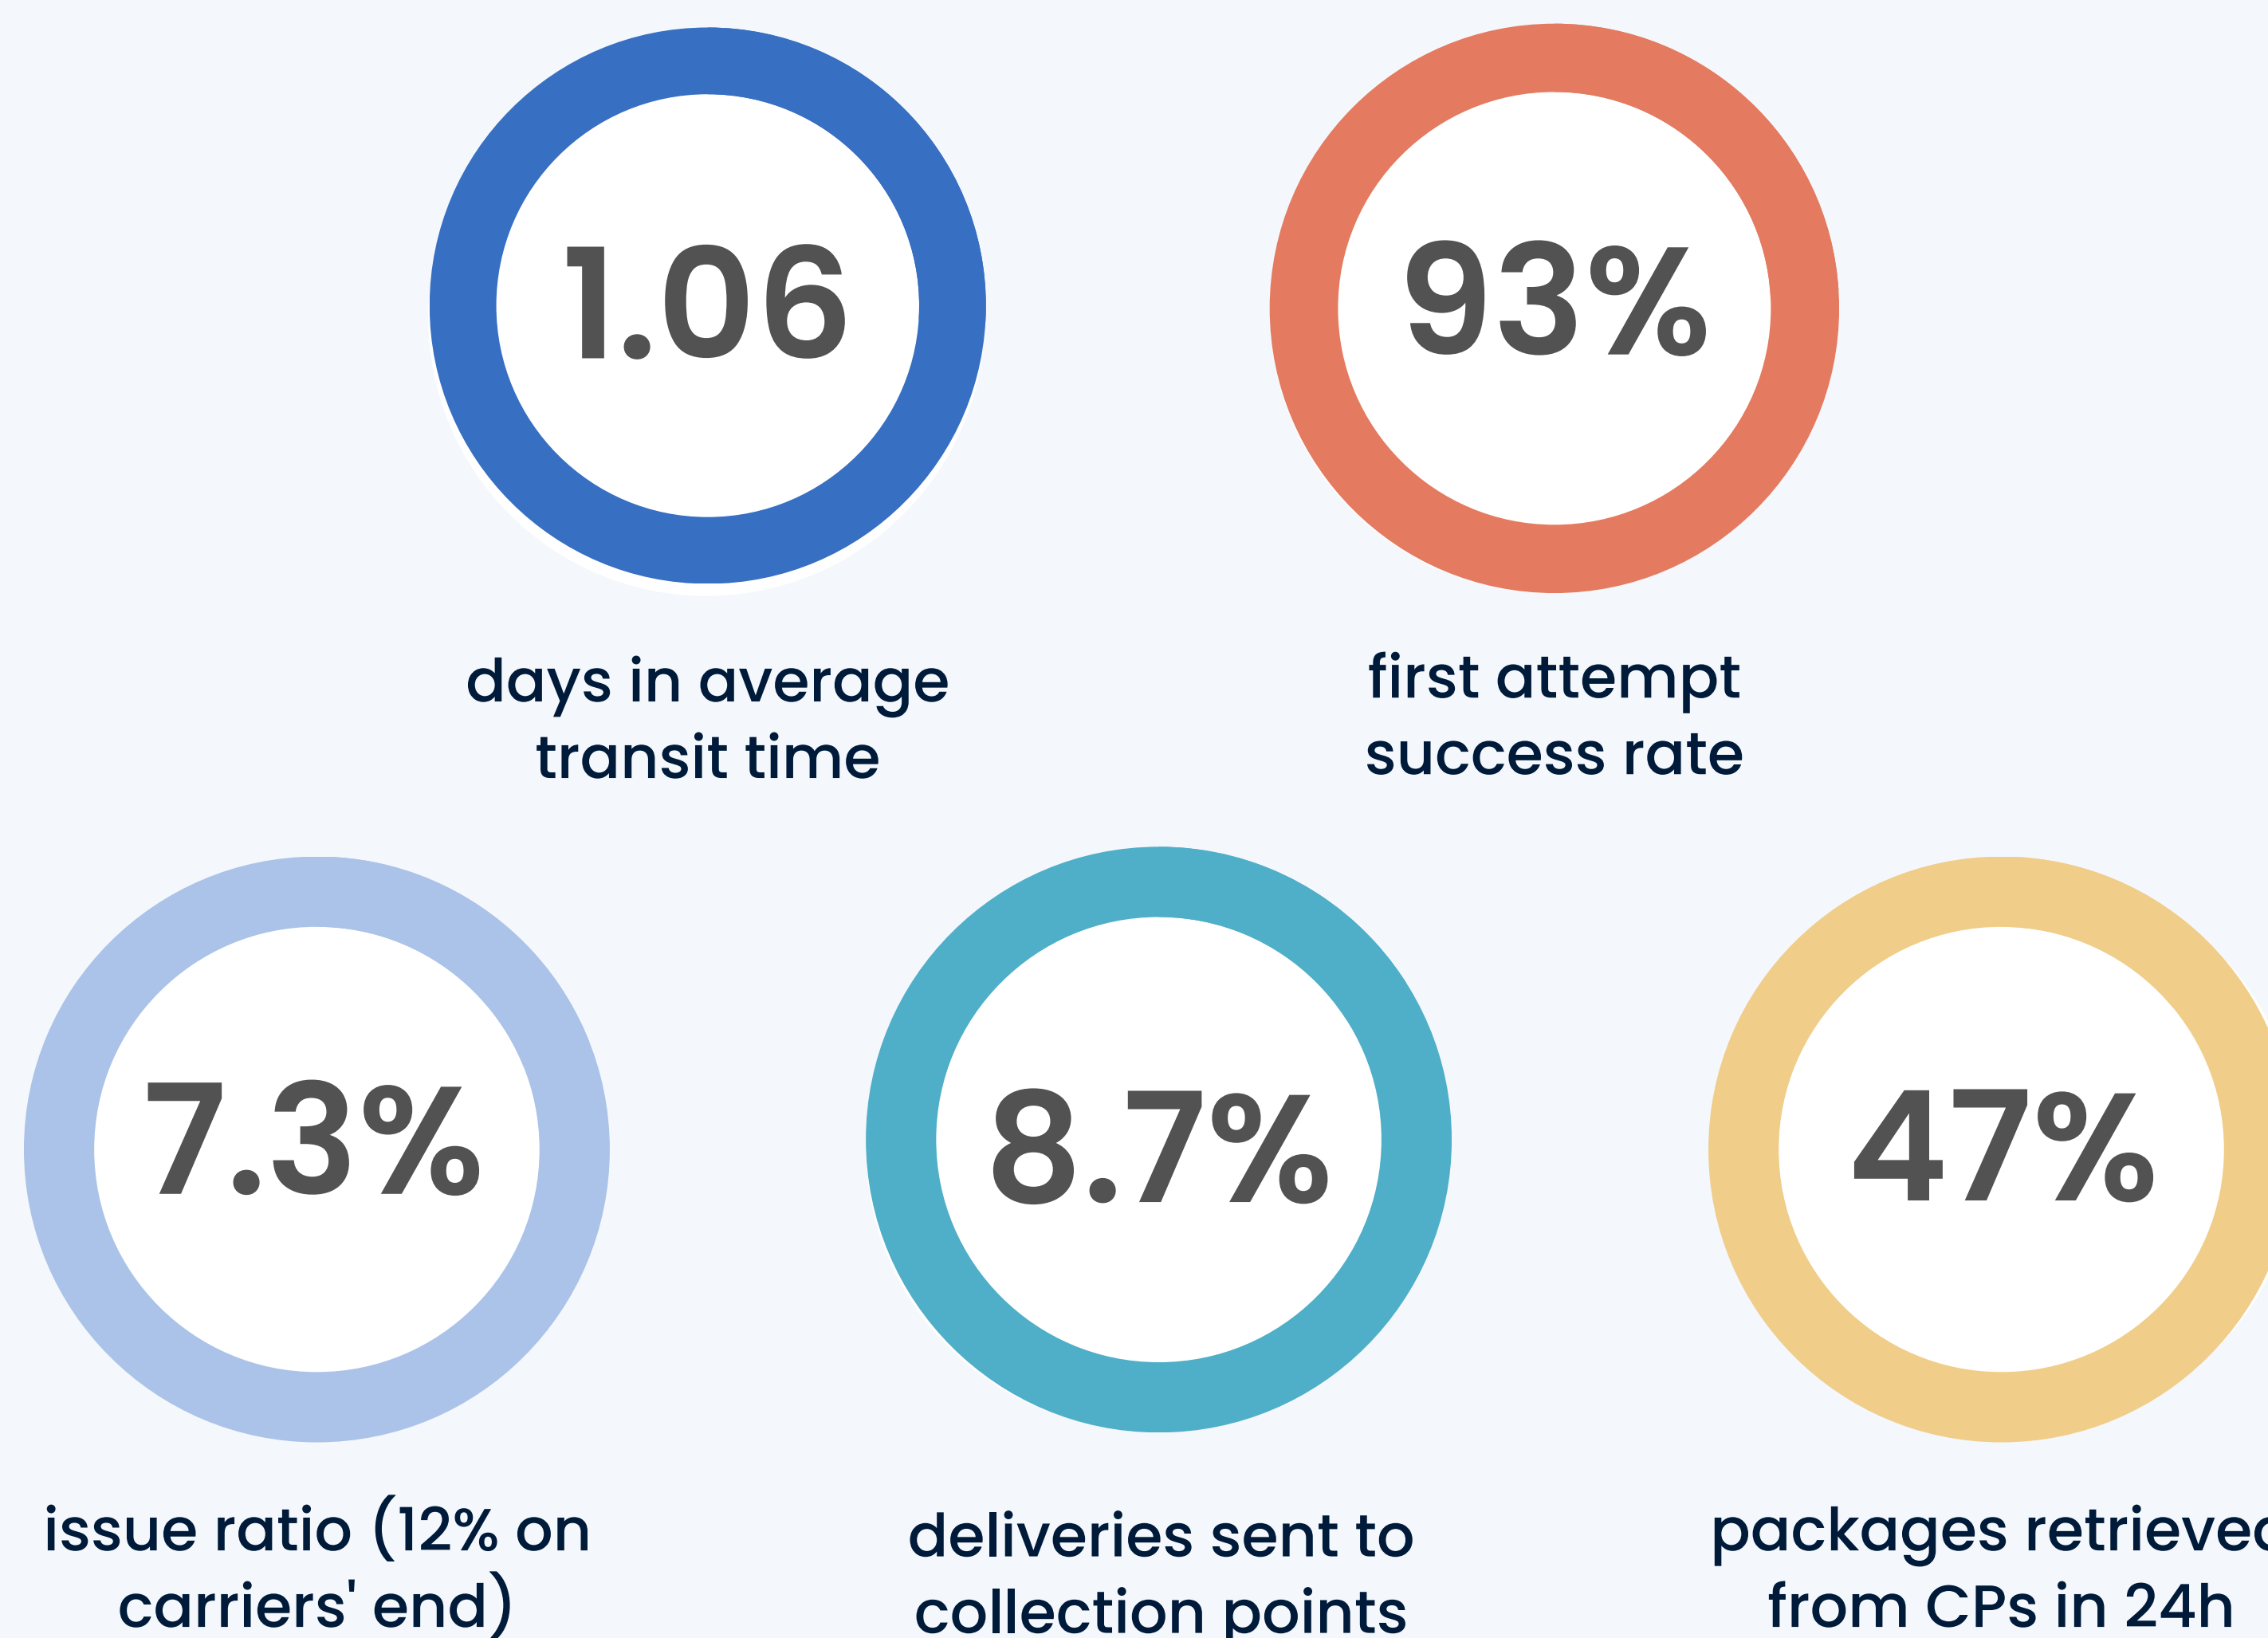 1.06
93%
days in average
transit time
first attempt
success rate
7.3%
8.7%
47%
issue ratio (12% on
carriers' end)
deliveries sent to
collection points
packages retrieved
from CPs in 24h